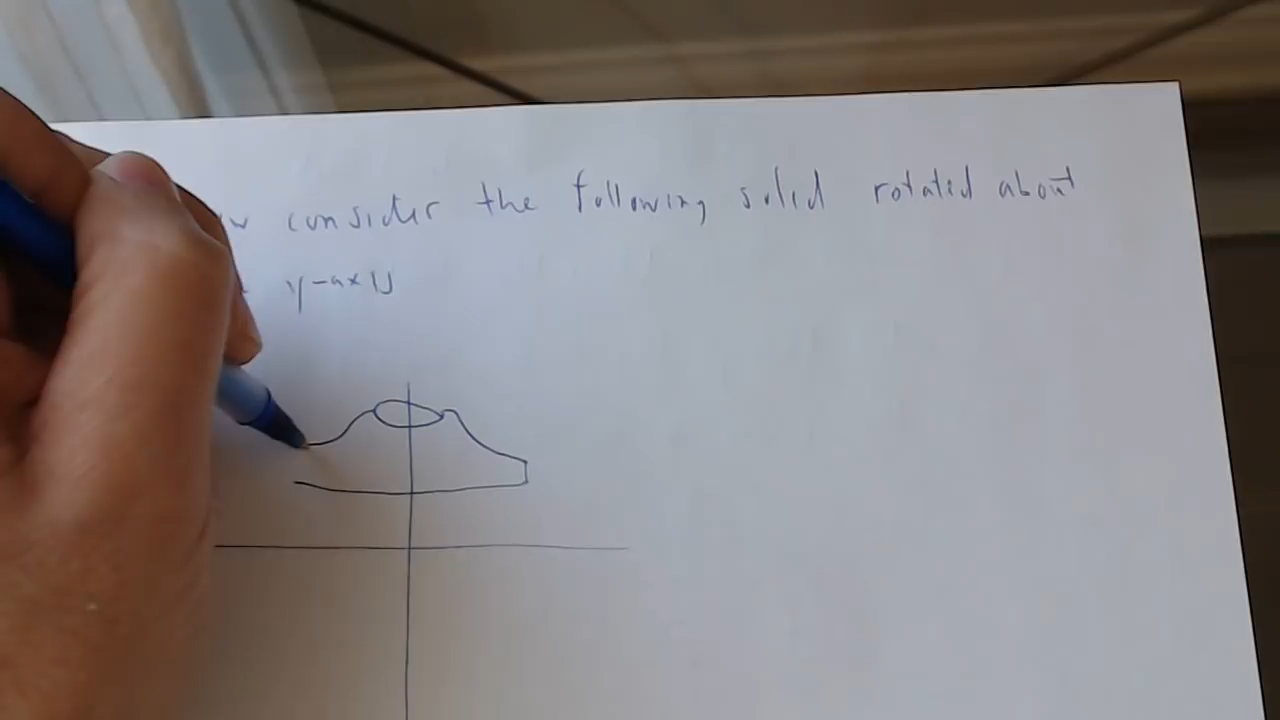 consider the following solid rotated about
y-axis